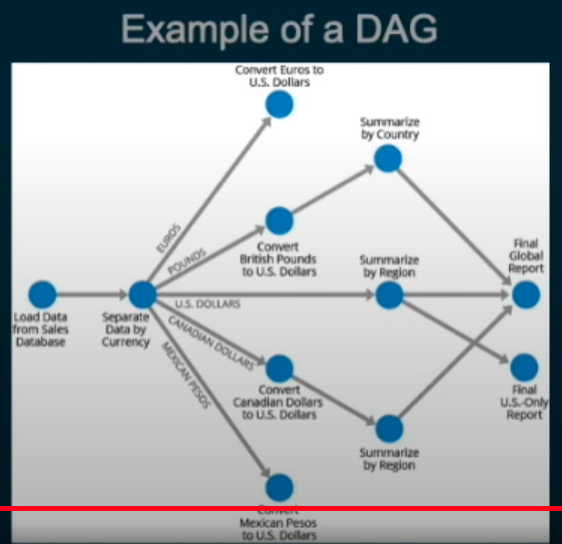 Example of a DAG
Convert Euros to
U.S. Dollars
Summarize
by Country
EUROS
POUNDS
Convert
British Pounds
to U.S. Dollars
Summarize
by Region
Final
Global
Report
Load Data
from Sales
Database
Separate
Data by
Currency
U.S. DOLLARS
CANADIAN DOLLARS
MEXICAN PESOS
Convert
Canadian Dollars
to U.S. Dollars
Final
U.S.-Only
Report
Summarize
by Region
Convert
Mexican Pesos
to U.S. Dollars